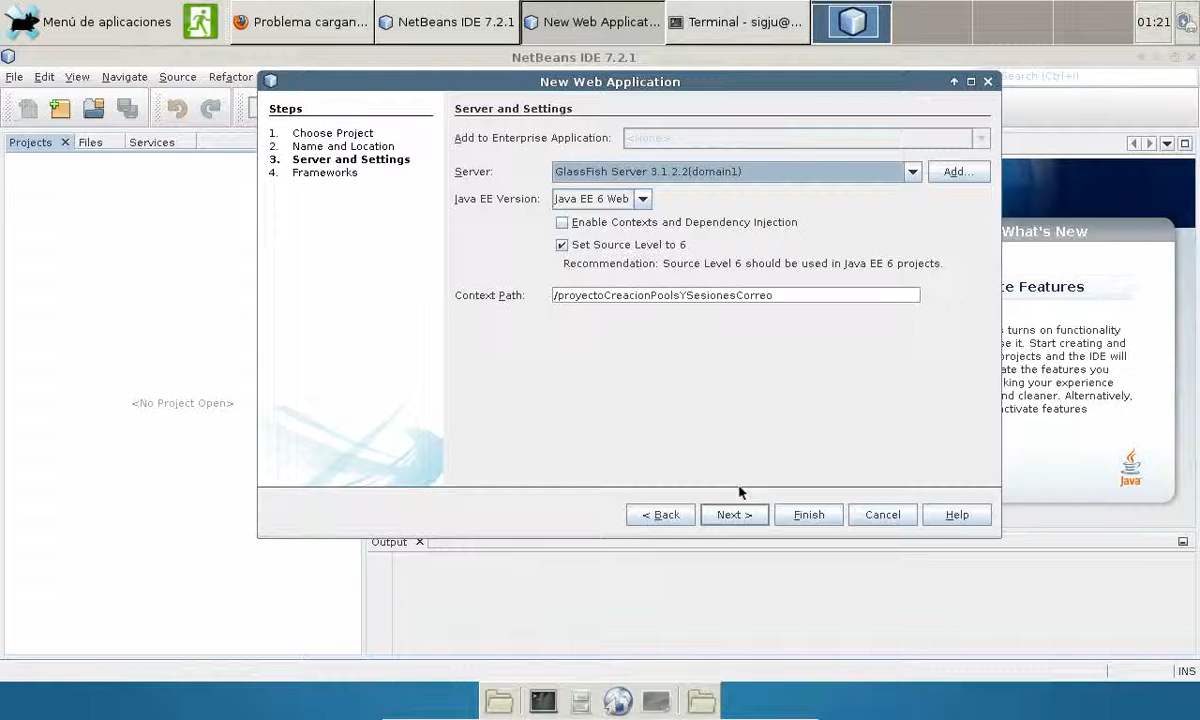 Menú de aplicaciones
Problema cargan...
NetBeans IDE 7.2.1
New Web Applicat...
Terminal - sigju@...
01:21
NetBeans IDE 7.2.1
File Edit View Navigate Source Refactor
Search (Ctrl+I)
New Web Application
Projects Files Services
<No Project Open>
Steps
1. Choose Project
2. Name and Location
3. Server and Settings
4. Frameworks
Server and Settings
Add to Enterprise Application: <None>
Server: GlassFish Server 3.1.2.2(domain1) Add...
Java EE Version: Java EE 6 Web
Enable Contexts and Dependency Injection
Set Source Level to 6
Recommendation: Source Level 6 should be used in Java EE 6 projects.
Context Path: /proyectoCreacionPoolsYSesionesCorreo
< Back Next > Finish Cancel Help
What's New
te Features
turns on functionality
se it. Start creating and
projects and the IDE will
ate the features you
king your experience
nd cleaner. Alternatively,
activate features
Java
Output
INS